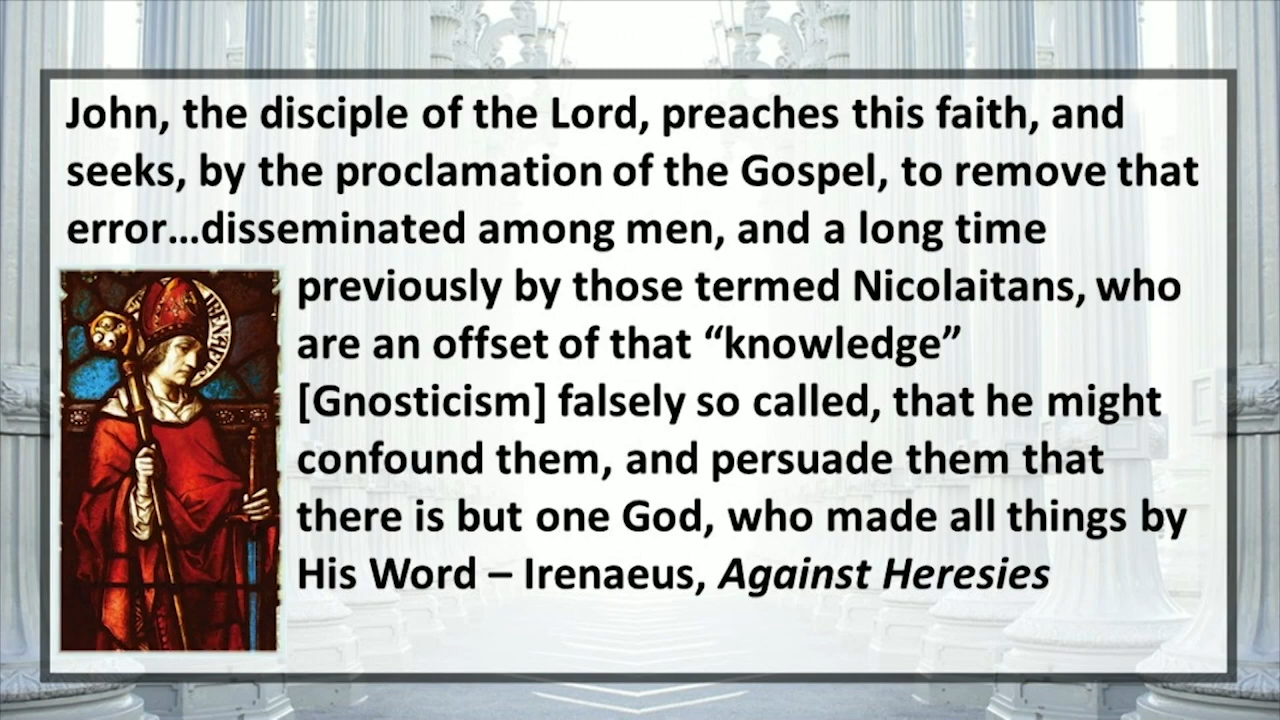 John, the disciple of the Lord, preaches this faith, and
seeks, by the proclamation of the Gospel, to remove that
error...disseminated among men, and a long time
previously by those termed Nicolaitans, who
are an offset of that “knowledge”
[Gnosticism] falsely so called, that he might
confound them, and persuade them that
there is but one God, who made all things by
His Word – Irenaeus, Against Heresies